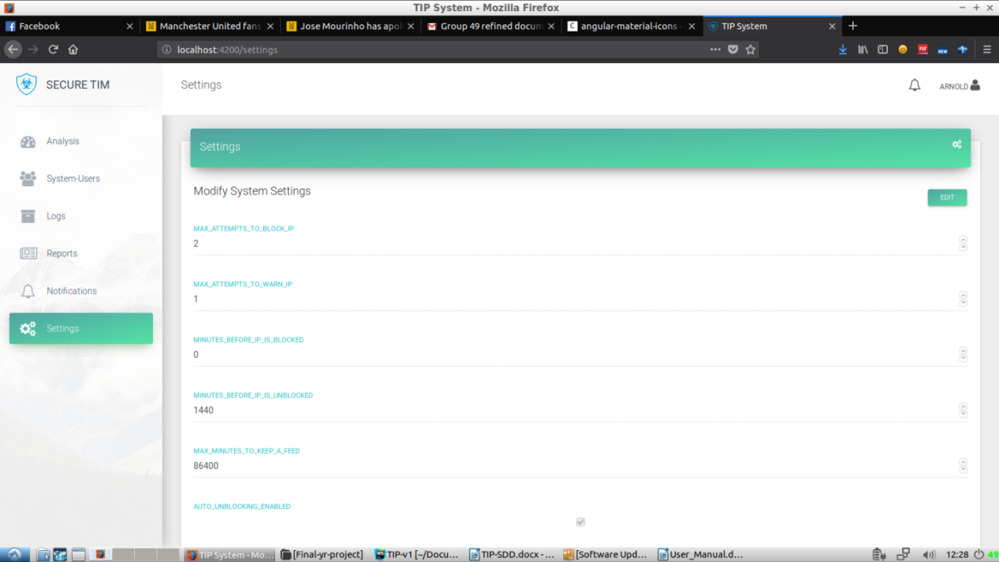 TIP System - Mozilla Firefox
Facebook
Manchester United fans
Jose Mourinho has apol
Group 49 refined docum
angular-material-icons -
TIP System
localhost:4200/settings
SECURE TIM
Settings
ARNOLD
Analysis
System-Users
Logs
Reports
Notifications
Settings
Settings
Modify System Settings
EDIT
MAX_ATTEMPTS_TO_BLOCK_IP
2
MAX_ATTEMPTS_TO_WARN_IP
1
MINUTES_BEFORE_IP_IS_BLOCKED
0
MINUTES_BEFORE_IP_IS_UNBLOCKED
1440
MAX_MINUTES_TO_KEEP_A_FEED
86400
AUTO_UNBLOCKING_ENABLED
TIP System - Mo... [Final-yr-project] TIP-v1 [~/Docu... TIP-SDD.docx - ... [Software Upd... User_Manual.d... 12:28 49